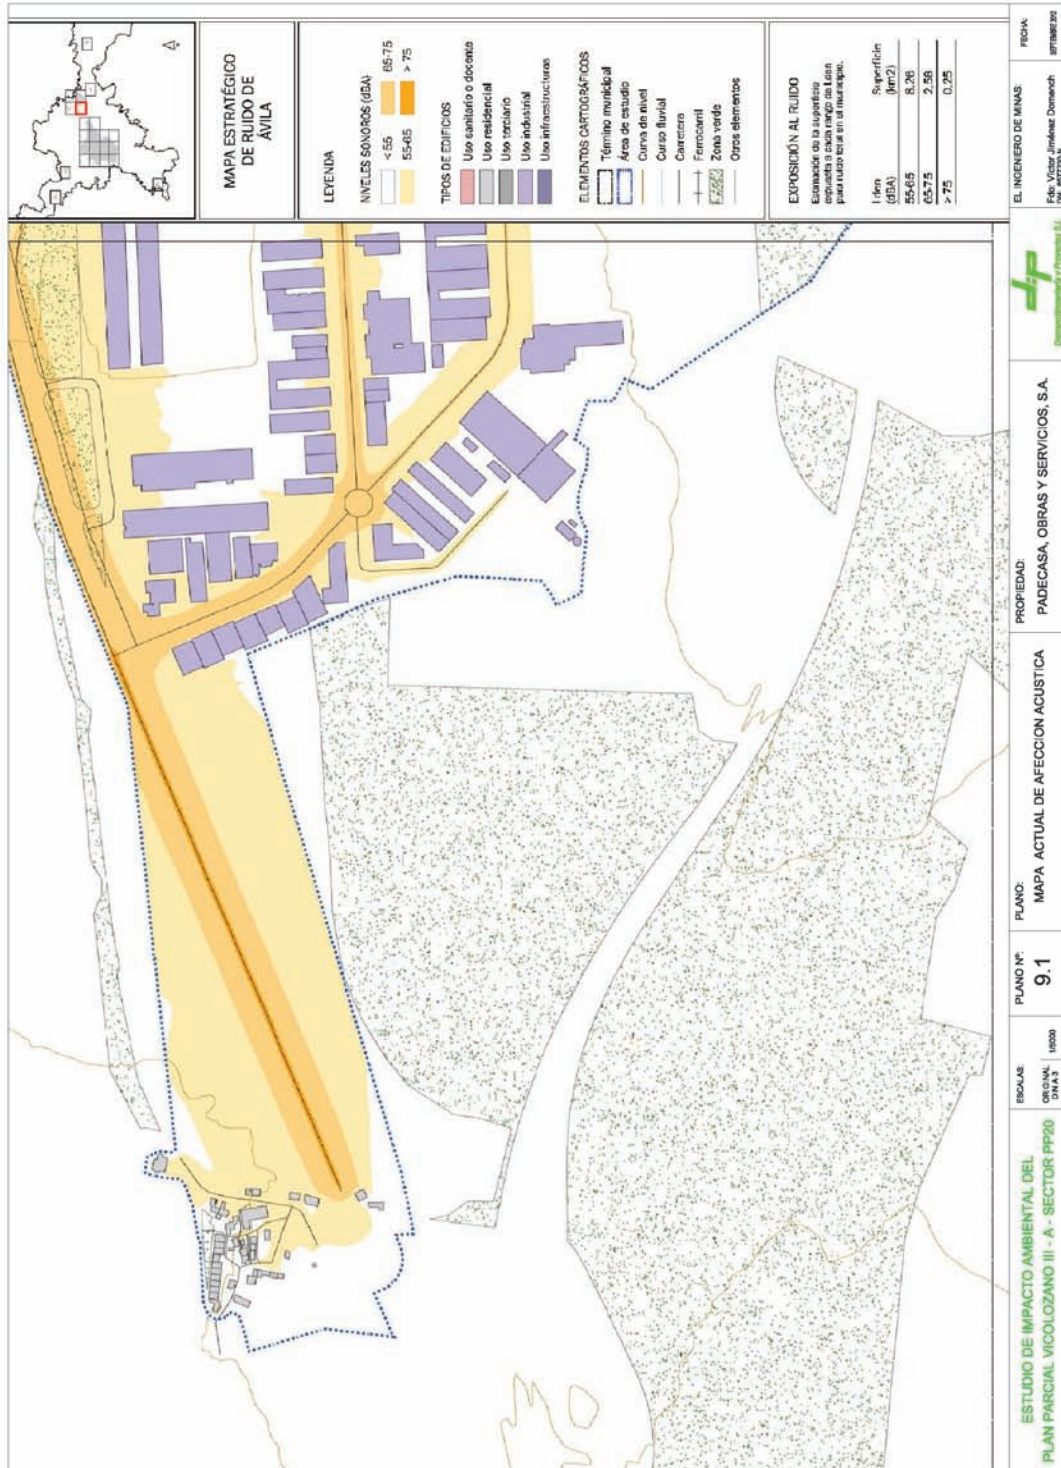 MAPA ESTRATÉGICO
DE RUIDO DE
ÁVILA
LEYENDA
NIVELES SONOROS (dBA)
< 55
65-75
55-65
> 75
TIPOS DE EDIFICIOS
Uso sanitario o docente
Uso residencial
Uso terciario
Uso industrial
Uso infraestructuras
ELEMENTOS CARTOGRÁFICOS
Término municipal
Área de estudio
Curva de nivel
Curso fluvial
Carretera
Ferrocarril
Zona verde
Otros elementos
EXPOSICIÓN AL RUIDO
Estimación de la superficie
expuesta a cada rango de Lden
para ruido total en el municipio.
Lden (dBA)
Superficie (km2)
55-65 8,26
65-75 2,58
> 75 0,25
ESTUDIO DE IMPACTO AMBIENTAL DEL
PLAN PARCIAL VICOLOZANO III - A - SECTOR PP20
ESCALAS:
ORIGINAL
DIN A 3
1/5000
PLANO Nº:
9.1
PLANO:
MAPA ACTUAL DE AFECCION ACUSTICA
PROPIEDAD:
PADECASA, OBRAS Y SERVICIOS, S.A.
dp
EL INGENIERO DE MINAS:
Fdo: Víctor Jiménez Domench
FECHA:
SEPTIEMBRE 2012